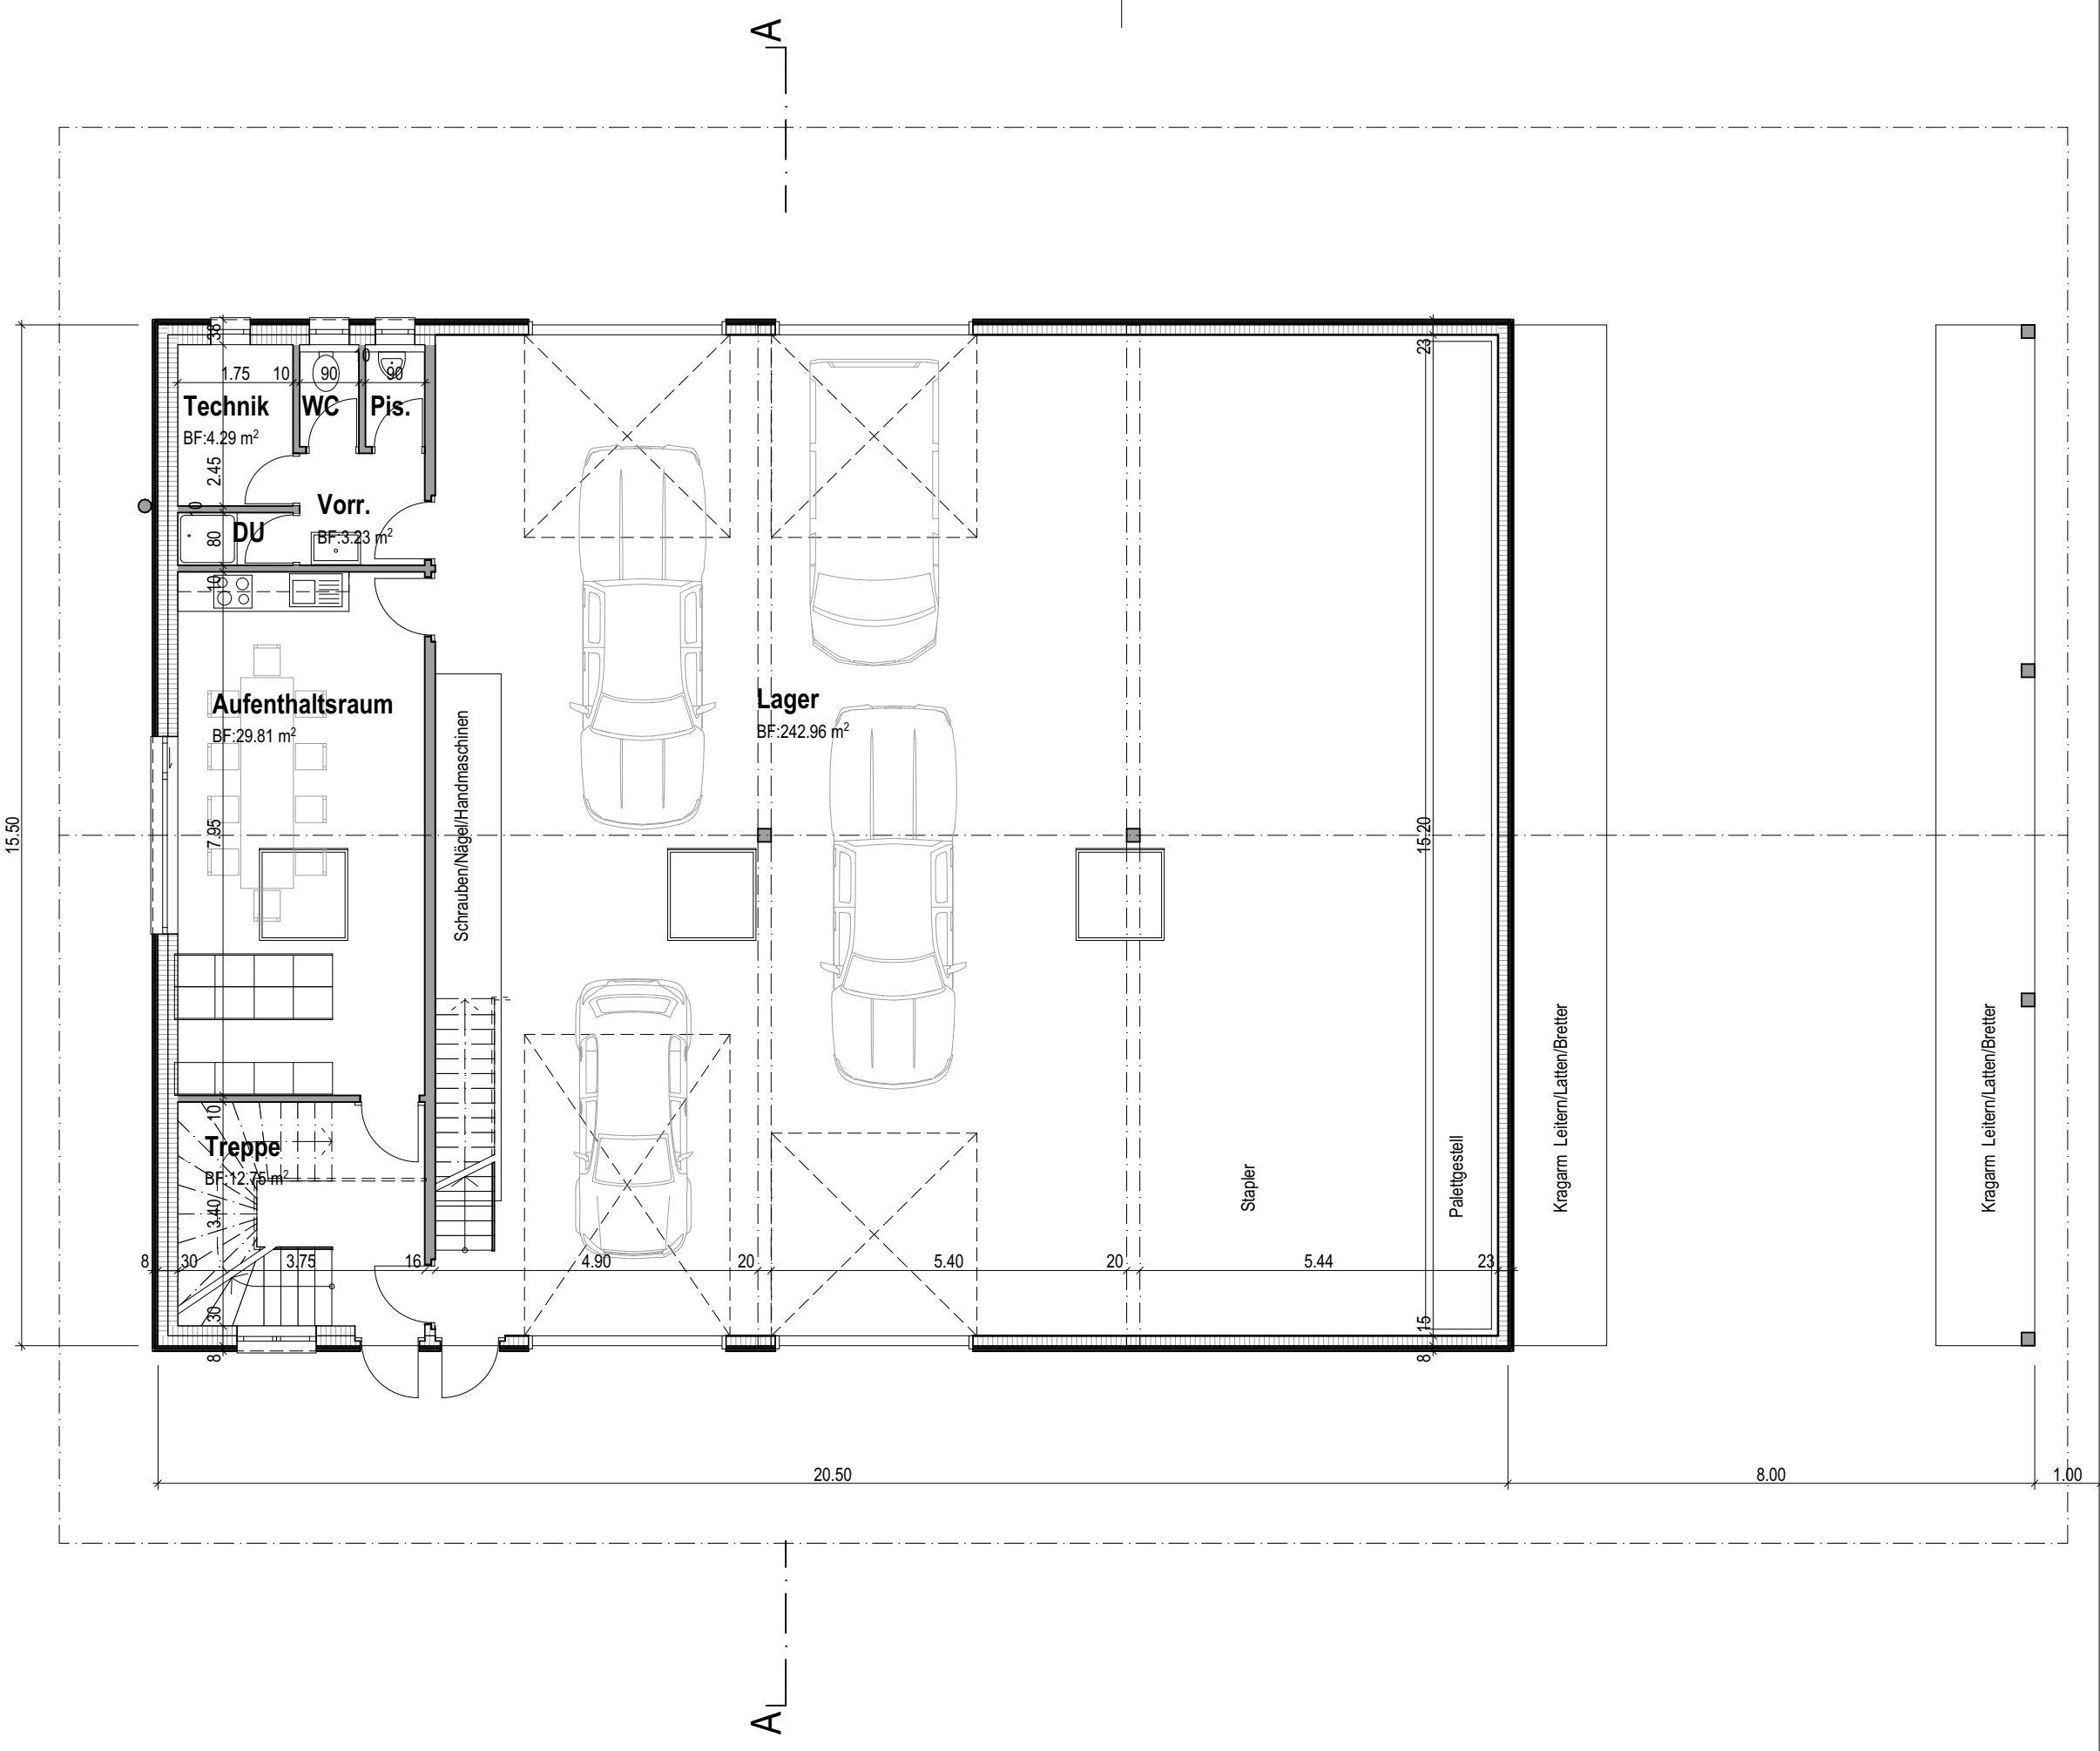 A
38
23
10
1.75
10
90
90
Technik
WC
Pis.
BF:4.29 m²
2.45
Vorr.
10
DU
80
BF:3.23 m²
10
Aufenthaltsraum
BF:29.81 m²
Lager
BF:242.96 m²
Schrauben/Nägel/Handmaschinen
15.50
7.95
15.20
Kragarm Leitern/Latten/Bretter
Kragarm Leitern/Latten/Bretter
10
Treppe
BF:12.75 m²
Stapler
Palettgestell
3.40
8
30
3.75
16
4.90
20
5.40
20
5.44
23
30
15
8
8
20.50
8.00
1.00
A